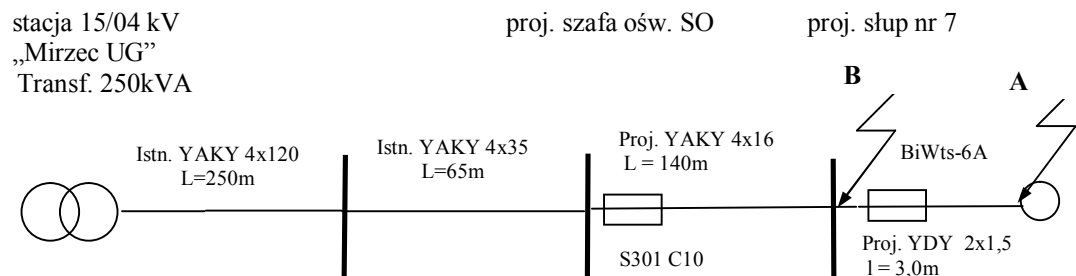 stacja 15/04 kV
„Mirzec UG”
Transf. 250kVA
proj. szafa ośw. SO
proj. słup nr 7
B
A
Istn. YAKY 4x120
L=250m
Istn. YAKY 4x35
L=65m
Proj. YAKY 4x16
L = 140m
BiWts-6A
S301 C10
Proj. YDY 2x1,5
l = 3,0m